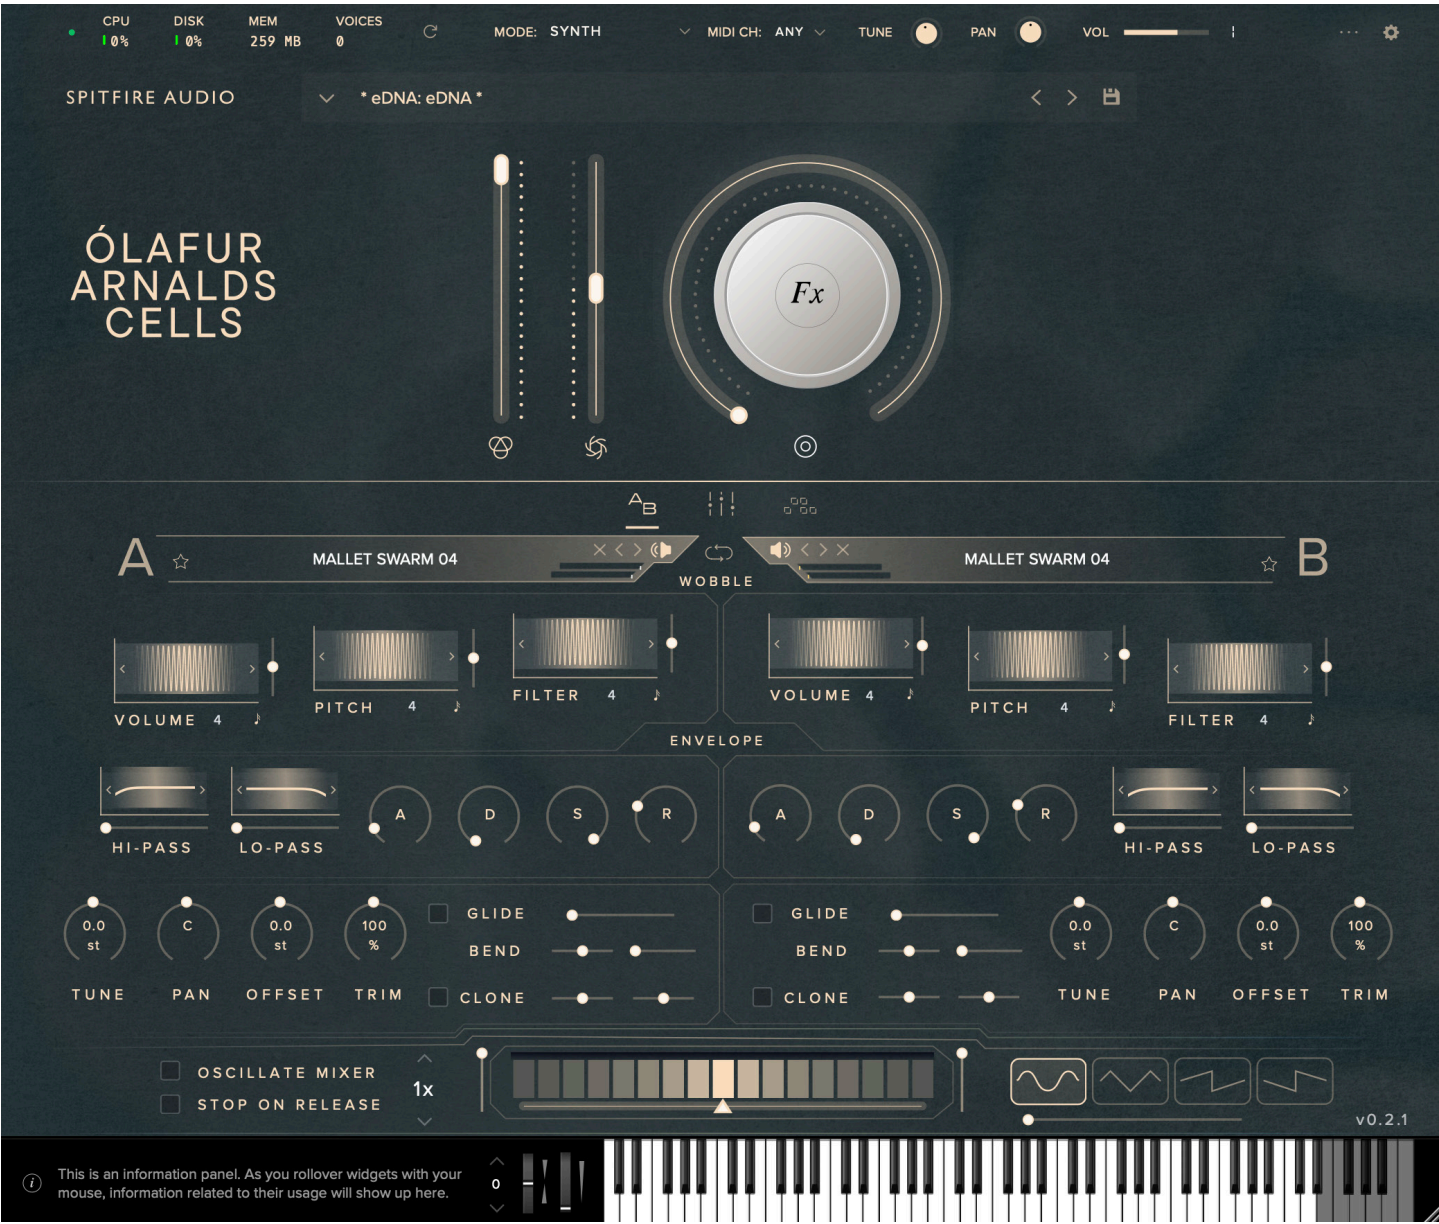 CPU DISK MEM VOICES
0% 0% 259 MB 0
MODE: SYNTH MIDI CH: ANY TUNE PAN VOL
SPITFIRE AUDIO * eDNA: eDNA *
ÓLAFUR
ARNALDS
CELLS
Fx
AB
A MALLET SWARM 04 MALLET SWARM 04 B
WOBBLE
VOLUME 4 PITCH 4 FILTER 4 VOLUME 4 PITCH 4 FILTER 4
ENVELOPE
A D S R A D S R
HI-PASS LO-PASS HI-PASS LO-PASS
GLIDE GLIDE
0.0 st C 0.0 st 100 % 0.0 st C 0.0 st 100 %
BEND BEND
TUNE PAN OFFSET TRIM CLONE CLONE TUNE PAN OFFSET TRIM
OSCILLATE MIXER
1x
STOP ON RELEASE
v0.2.1
This is an information panel. As you rollover widgets with your
mouse, information related to their usage will show up here.
0